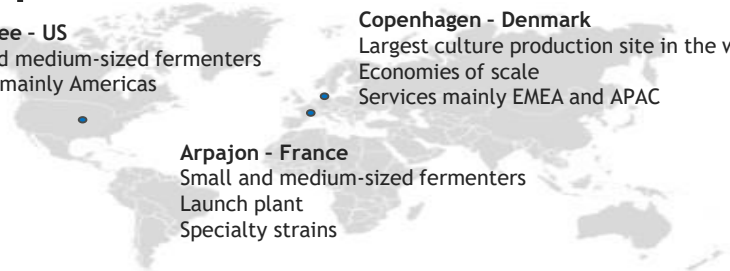 ee – US
d medium-sized fermenters
mainly Americas
Copenhagen – Denmark
Largest culture production site in the w
Economies of scale
Services mainly EMEA and APAC
Arpajon – France
Small and medium-sized fermenters
Launch plant
Specialty strains